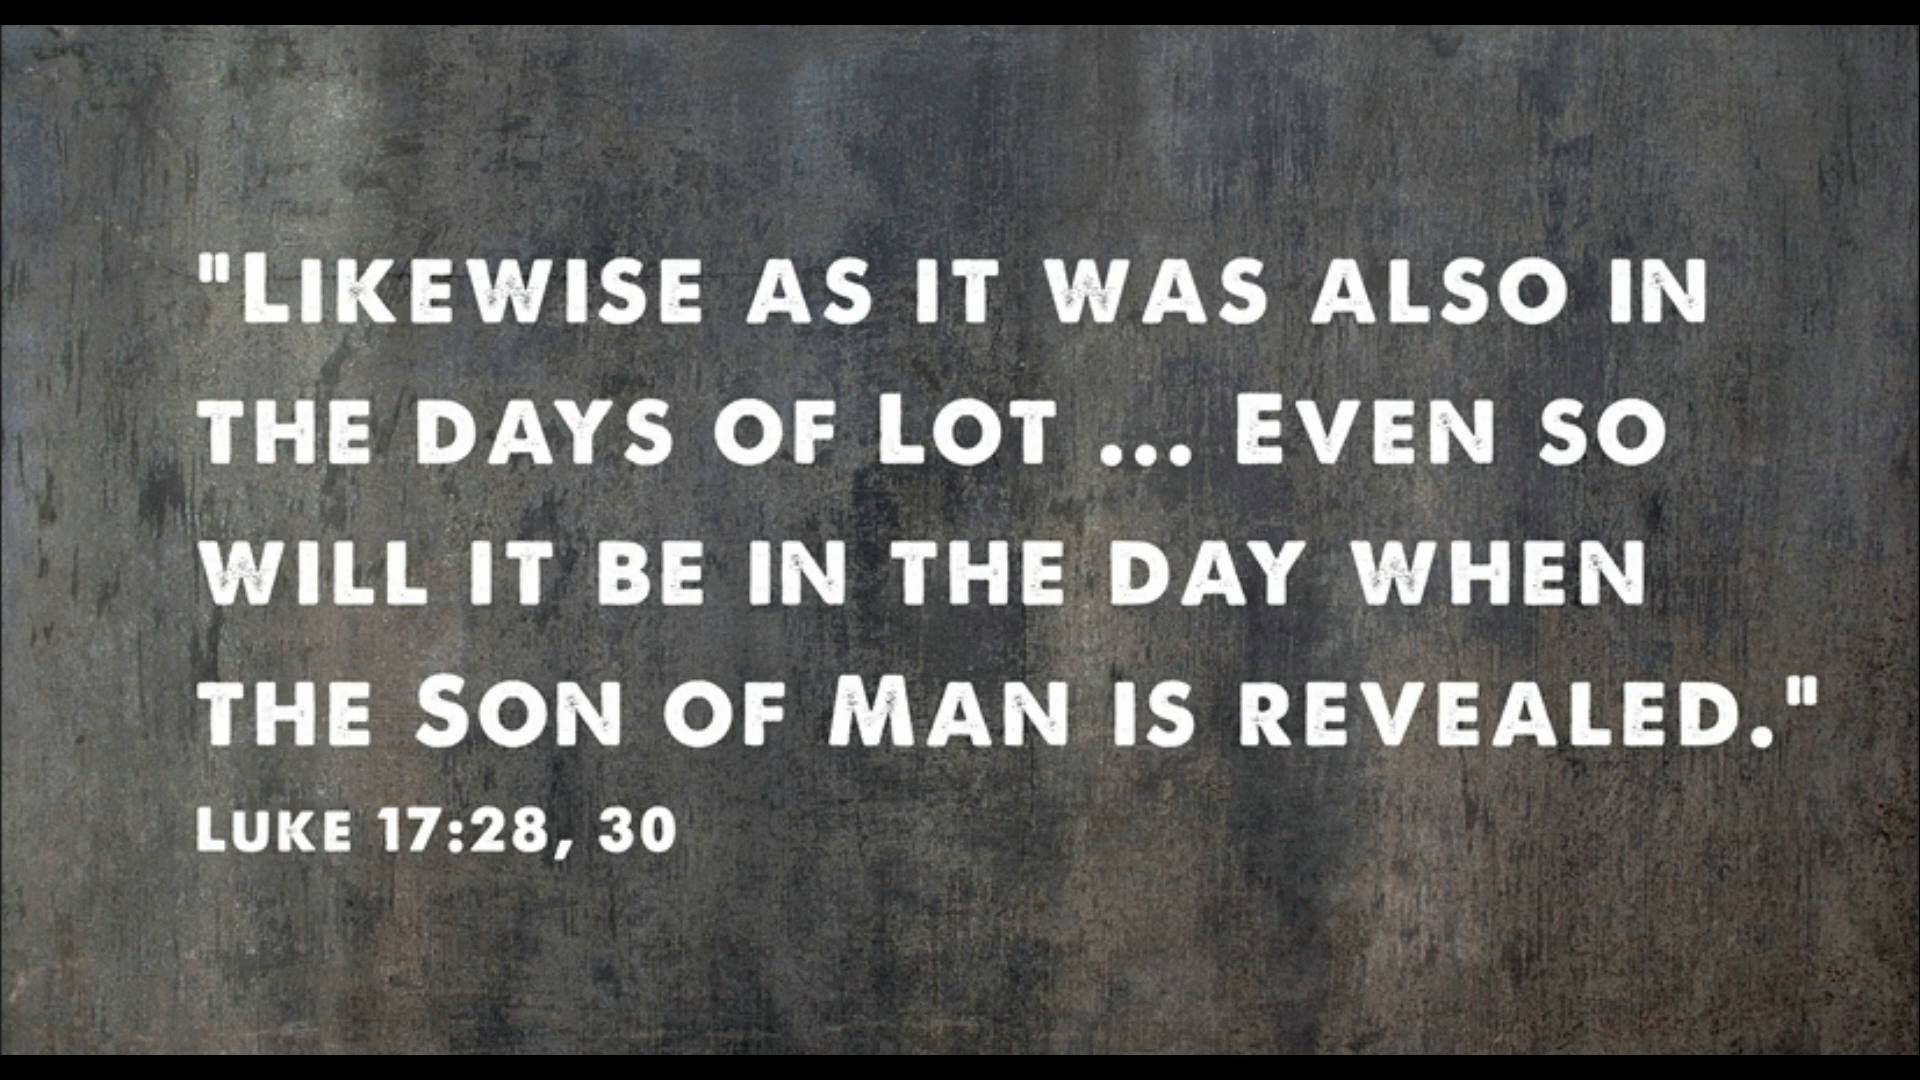 "Likewise as it was also in
the days of Lot ... Even so
will it be in the day when
the Son of Man is revealed."
Luke 17:28, 30